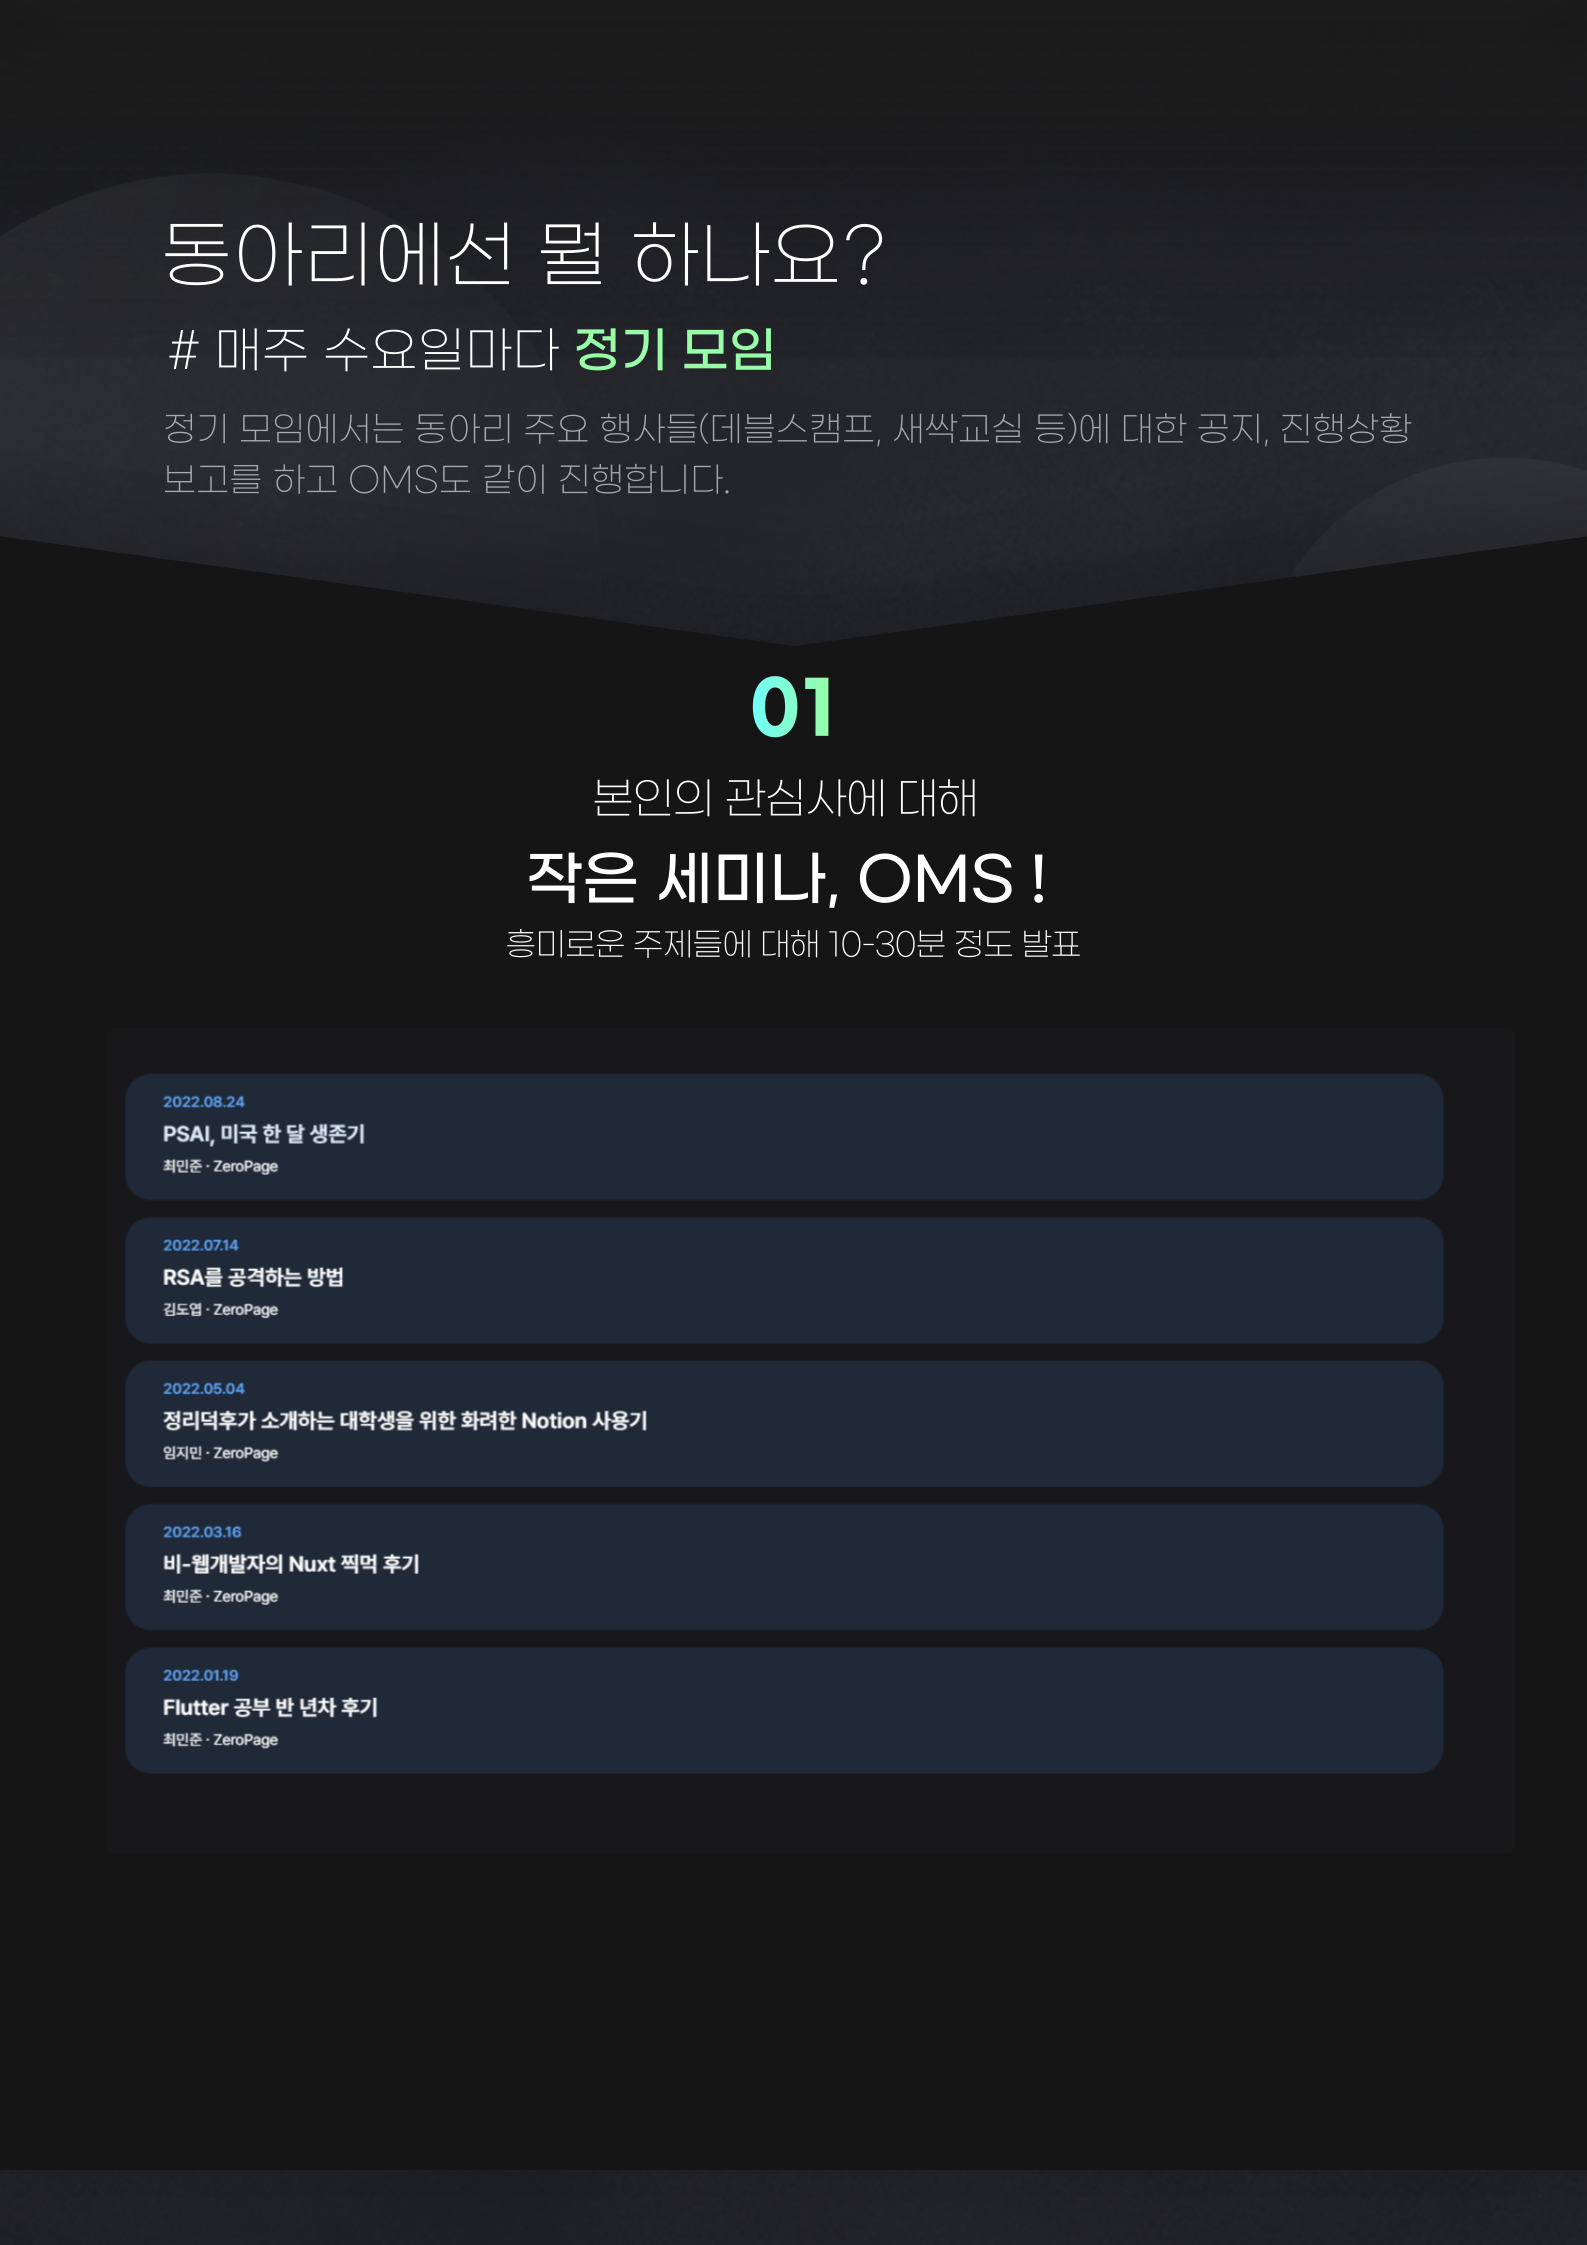 동아리에선 뭘 하나요?
# 매주 수요일마다 정기 모임
정기 모임에서는 동아리 주요 행사들(데블스캠프, 새싹교실 등)에 대한 공지, 진행상황
보고를 하고 OMS도 같이 진행합니다.
01
본인의 관심사에 대해
작은 세미나, OMS !
흥미로운 주제들에 대해 10-30분 정도 발표
2022.08.24
PSAI, 미국 한 달 생존기
최민준 · ZeroPage
2022.07.14
RSA를 공격하는 방법
김도엽 · ZeroPage
2022.05.04
정리덕후가 소개하는 대학생을 위한 화려한 Notion 사용기
임지민 · ZeroPage
2022.03.16
비-웹개발자의 Nuxt 찍먹 후기
최민준 · ZeroPage
2022.01.19
Flutter 공부 반 년차 후기
최민준 · ZeroPage